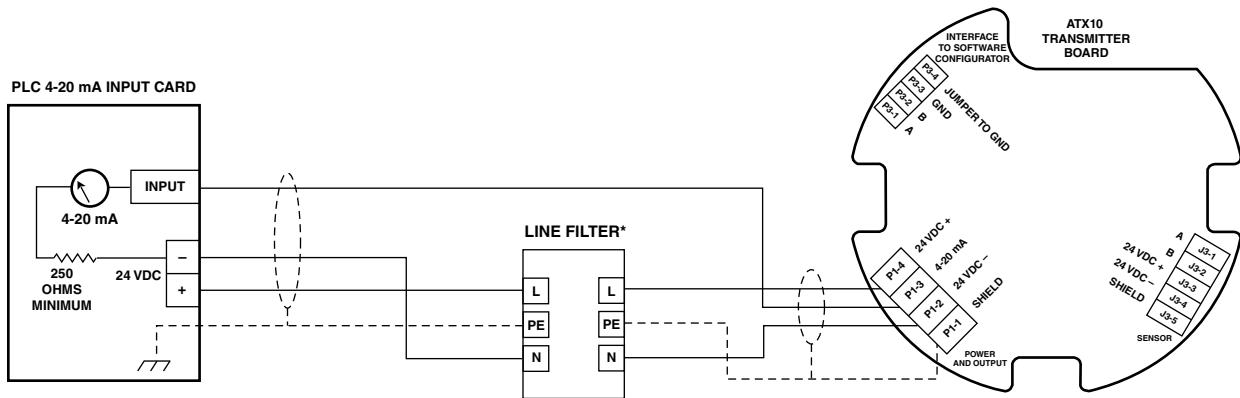 PLC 4-20 mA INPUT CARD
INPUT
4-20 mA
250
OHMS
MINIMUM
24 VDC
–
+
LINE FILTER*
L
PE
N
L
PE
N
ATX10
TRANSMITTER
BOARD
INTERFACE
TO SOFTWARE
CONFIGURATOR
P3-4
P3-3
P3-2
P3-1
JUMPER TO GND
GND
B
A
24 VDC +
4-20 mA
24 VDC –
SHIELD
P1-4
P1-3
P1-2
P1-1
POWER
AND OUTPUT
A
B
24 VDC +
24 VDC –
SHIELD
J3-1
J3-2
J3-3
J3-4
J3-5
SENSOR